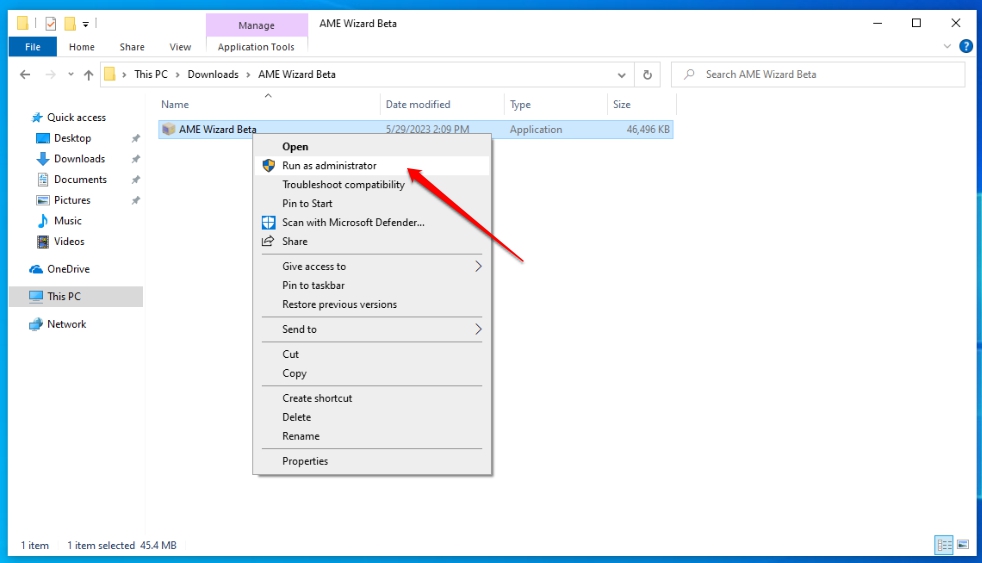 Manage
AME Wizard Beta
File
Home
Share
View
Application Tools
?
This PC
Downloads
AME Wizard Beta
Search AME Wizard Beta
Name
Date modified
Type
Size
Quick access
Desktop
Downloads
Documents
Pictures
Music
Videos
OneDrive
This PC
Network
AME Wizard Beta
5/29/2023 2:09 PM
Application
46,496 KB
Open
Run as administrator
Troubleshoot compatibility
Pin to Start
Scan with Microsoft Defender...
Share
Give access to
Pin to taskbar
Restore previous versions
Send to
Cut
Copy
Create shortcut
Delete
Rename
Properties
1 item
1 item selected 45.4 MB